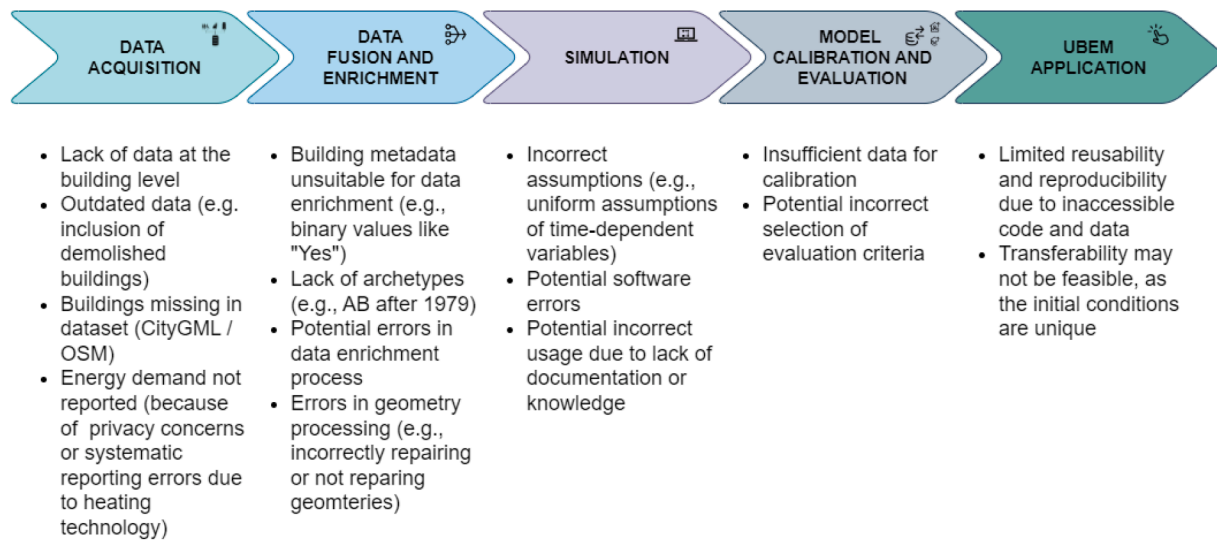 DATA
ACQUISITION
DATA
FUSION AND
ENRICHMENT
SIMULATION
MODEL
CALIBRATION AND
EVALUATION
UBEM
APPLICATION
• Lack of data at the
building level
• Outdated data (e.g.
inclusion of
demolished
buildings)
• Buildings missing in
dataset (CityGML /
OSM)
• Energy demand not
reported (because
of privacy concerns
or systematic
reporting errors due
to heating
technology)
• Building metadata
unsuitable for data
enrichment (e.g.,
binary values like
"Yes")
• Lack of archetypes
(e.g., AB after 1979)
• Potential errors in
data enrichment
process
• Errors in geometry
processing (e.g.,
incorrectly repairing
or not reparing
geomteries)
• Incorrect
assumptions (e.g.,
uniform assumptions
of time-dependent
variables)
• Potential software
errors
• Potential incorrect
usage due to lack of
documentation or
knowledge
• Insufficient data for
calibration
• Potential incorrect
selection of
evaluation criteria
• Limited reusability
and reproducibility
due to inaccessible
code and data
• Transferability may
not be feasible, as
the initial conditions
are unique